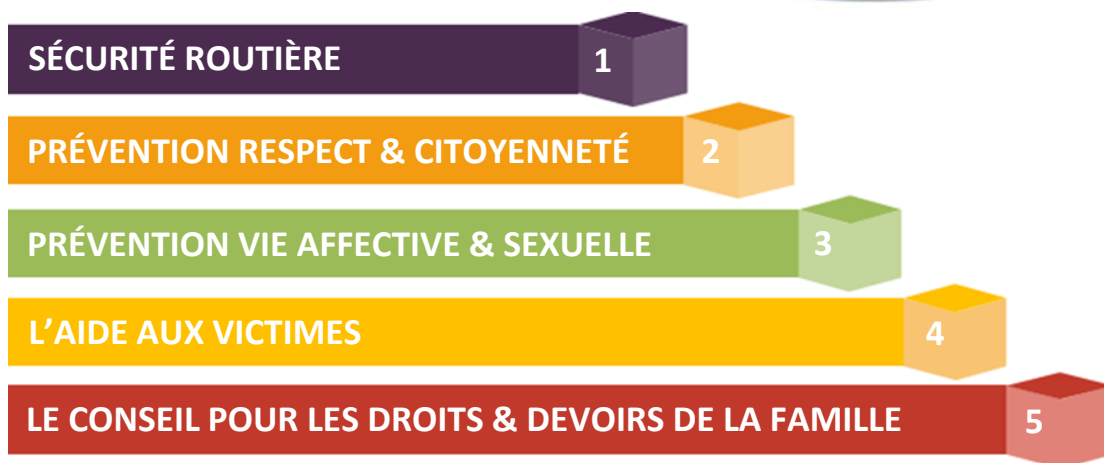 SÉCURITÉ ROUTIÈRE 1
PRÉVENTION RESPECT & CITOYENNETÉ 2
PRÉVENTION VIE AFFECTIVE & SEXUELLE 3
L’AIDE AUX VICTIMES 4
LE CONSEIL POUR LES DROITS & DEVOIRS DE LA FAMILLE 5